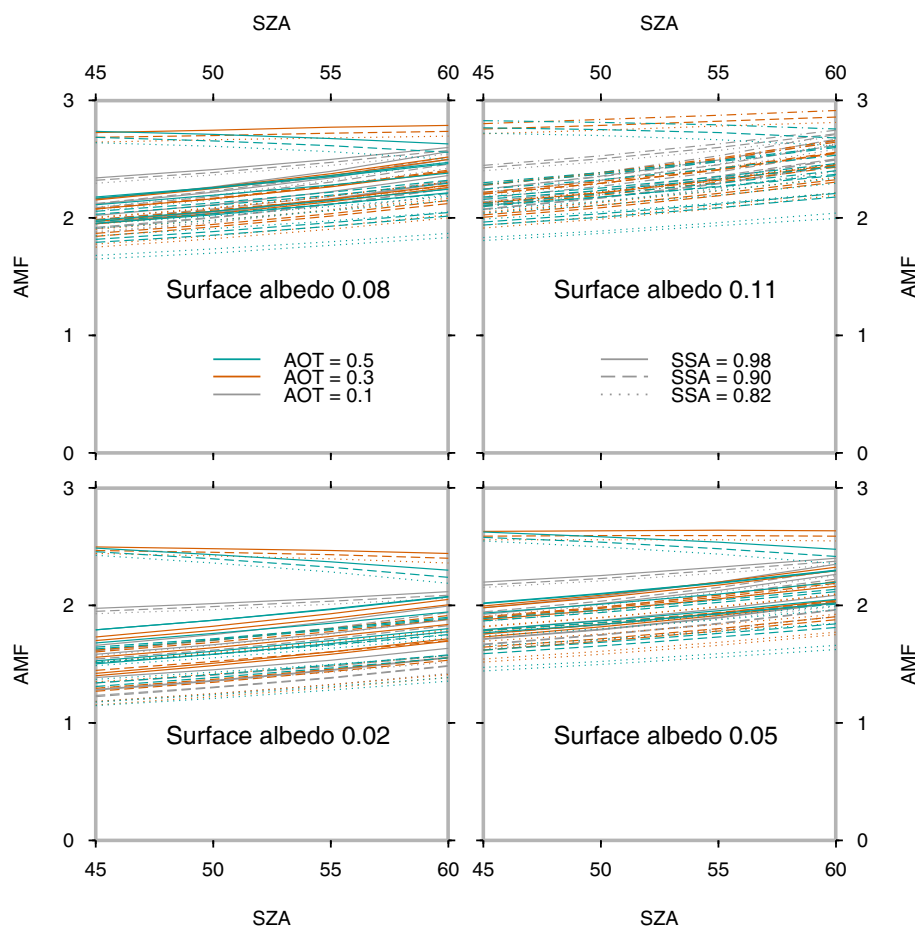 SZA SZA
45 50 55 60 45 50 55 60
3 3
2 2
AMF AMF
Surface albedo 0.08 Surface albedo 0.11
1 1
AOT = 0.5 SSA = 0.98
AOT = 0.3 SSA = 0.90
AOT = 0.1 SSA = 0.82
0 0
3 3
2 2
AMF AMF
1 1
Surface albedo 0.02 Surface albedo 0.05
0 0
45 50 55 60 45 50 55 60
SZA SZA